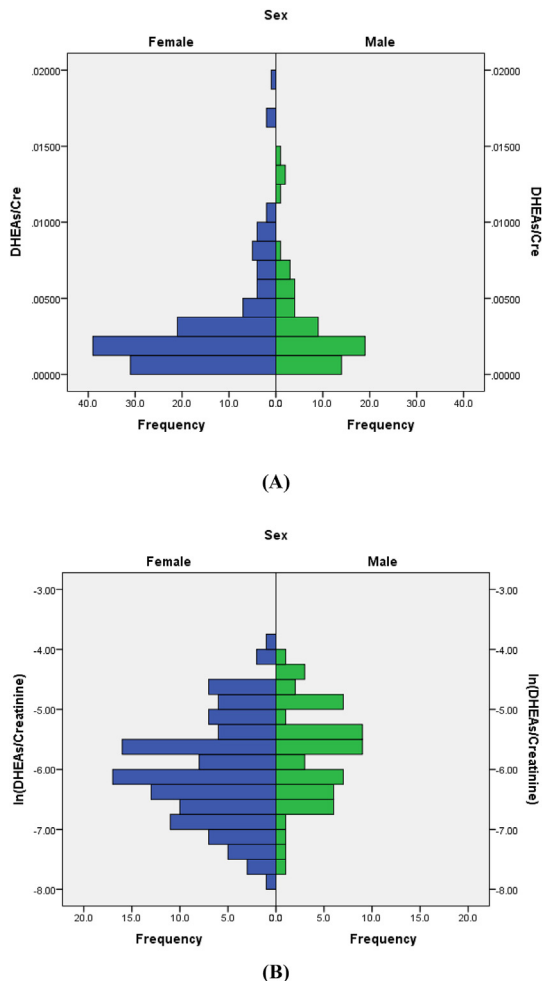 Sex
Female Male
.02000 .02000
.01500 .01500
DHEAs/Cre DHEAs/Cre
.01000 .01000
.00500 .00500
.00000 .00000
40.0 30.0 20.0 10.0 0.0 0.0 10.0 20.0 30.0 40.0
Frequency Frequency
(A)
Sex
Female Male
-3.00 -3.00
-4.00 -4.00
ln(DHEAs/Creatinine) ln(DHEAs/Creatinine)
-5.00 -5.00
-6.00 -6.00
-7.00 -7.00
-8.00 -8.00
20.0 15.0 10.0 5.0 0.0 0.0 5.0 10.0 15.0 20.0
Frequency Frequency
(B)